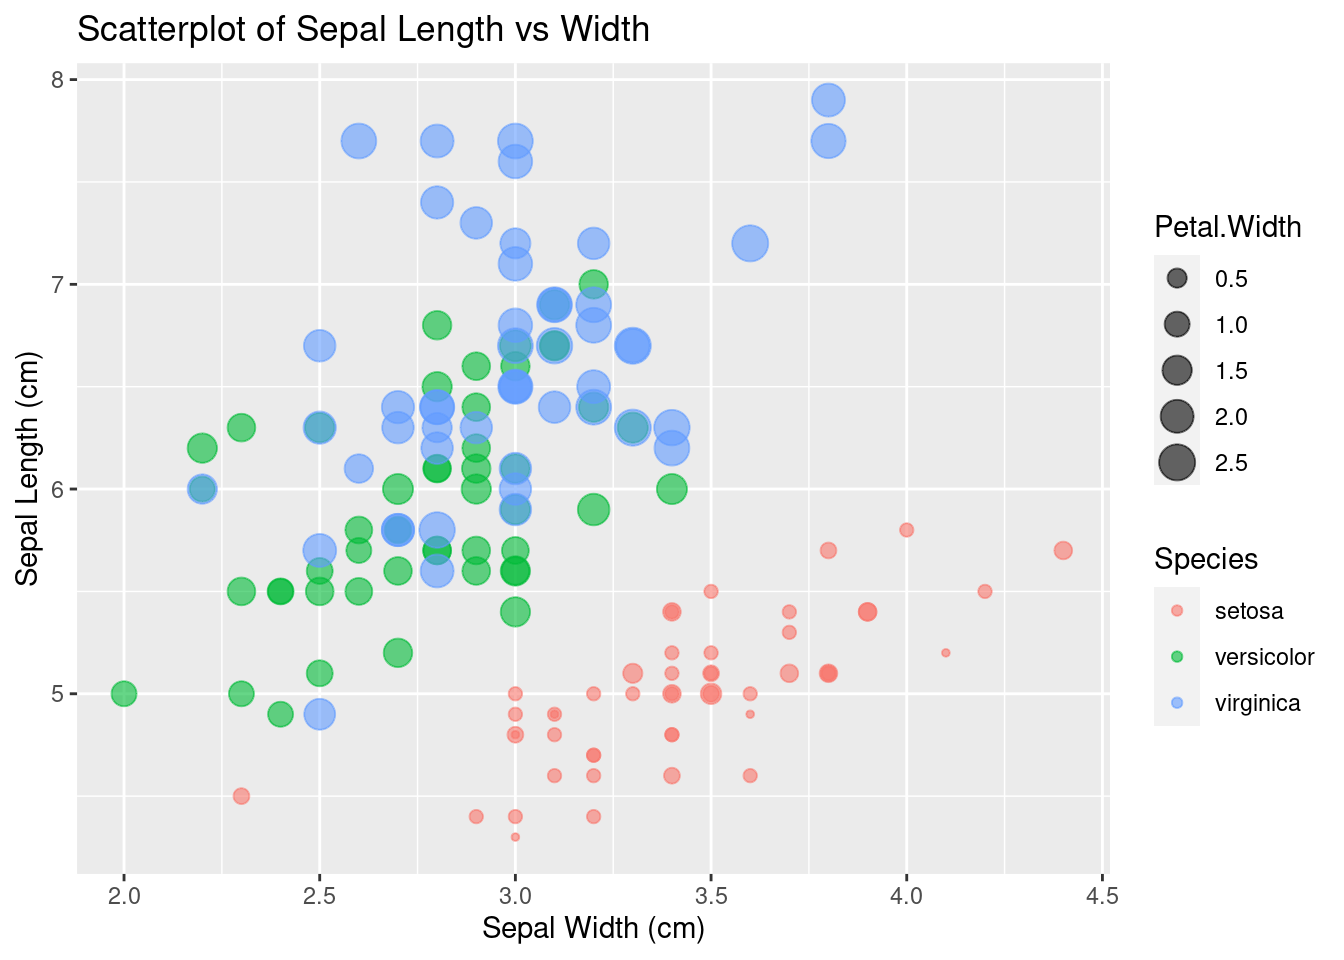 Scatterplot of Sepal Length vs Width
Sepal Length (cm)
8
7
6
5
2.0 2.5 3.0 3.5 4.0 4.5
Sepal Width (cm)
Petal.Width
0.5
1.0
1.5
2.0
2.5
Species
setosa
versicolor
virginica